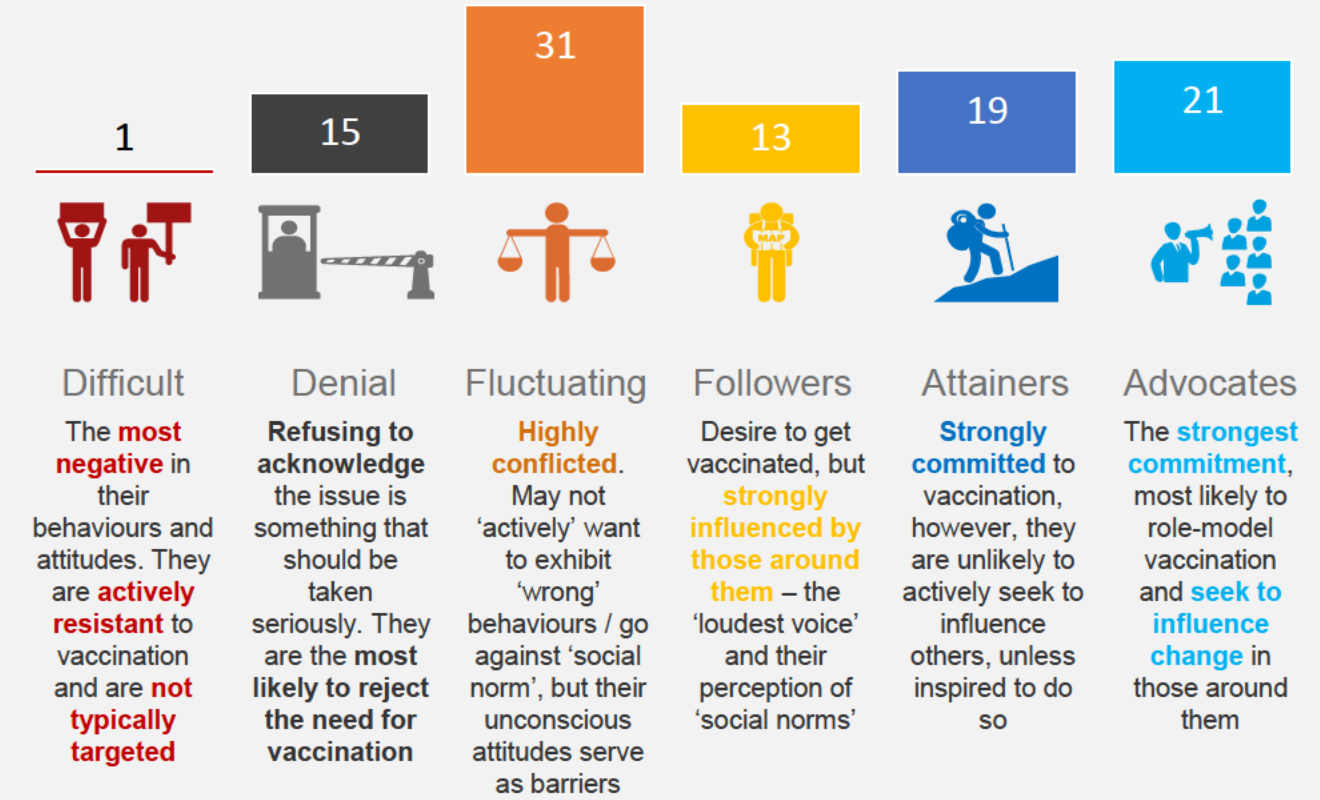 1
15
31
13
19
21
MAP
Difficult
The most
negative in
their
behaviours and
attitudes. They
are actively
resistant to
vaccination
and are not
typically
targeted
Denial
Refusing to
acknowledge
the issue is
something that
should be
taken
seriously. They
are the most
likely to reject
the need for
vaccination
Fluctuating
Highly
conflicted.
May not
‘actively’ want
to exhibit
‘wrong’
behaviours / go
against ‘social
norm’, but their
unconscious
attitudes serve
as barriers
Followers
Desire to get
vaccinated, but
strongly
influenced by
those around
them – the
‘loudest voice’
and their
perception of
‘social norms’
Attainers
Strongly
committed to
vaccination,
however, they
are unlikely to
actively seek to
influence
others, unless
inspired to do
so
Advocates
The strongest
commitment,
most likely to
role-model
vaccination
and seek to
influence
change in
those around
them